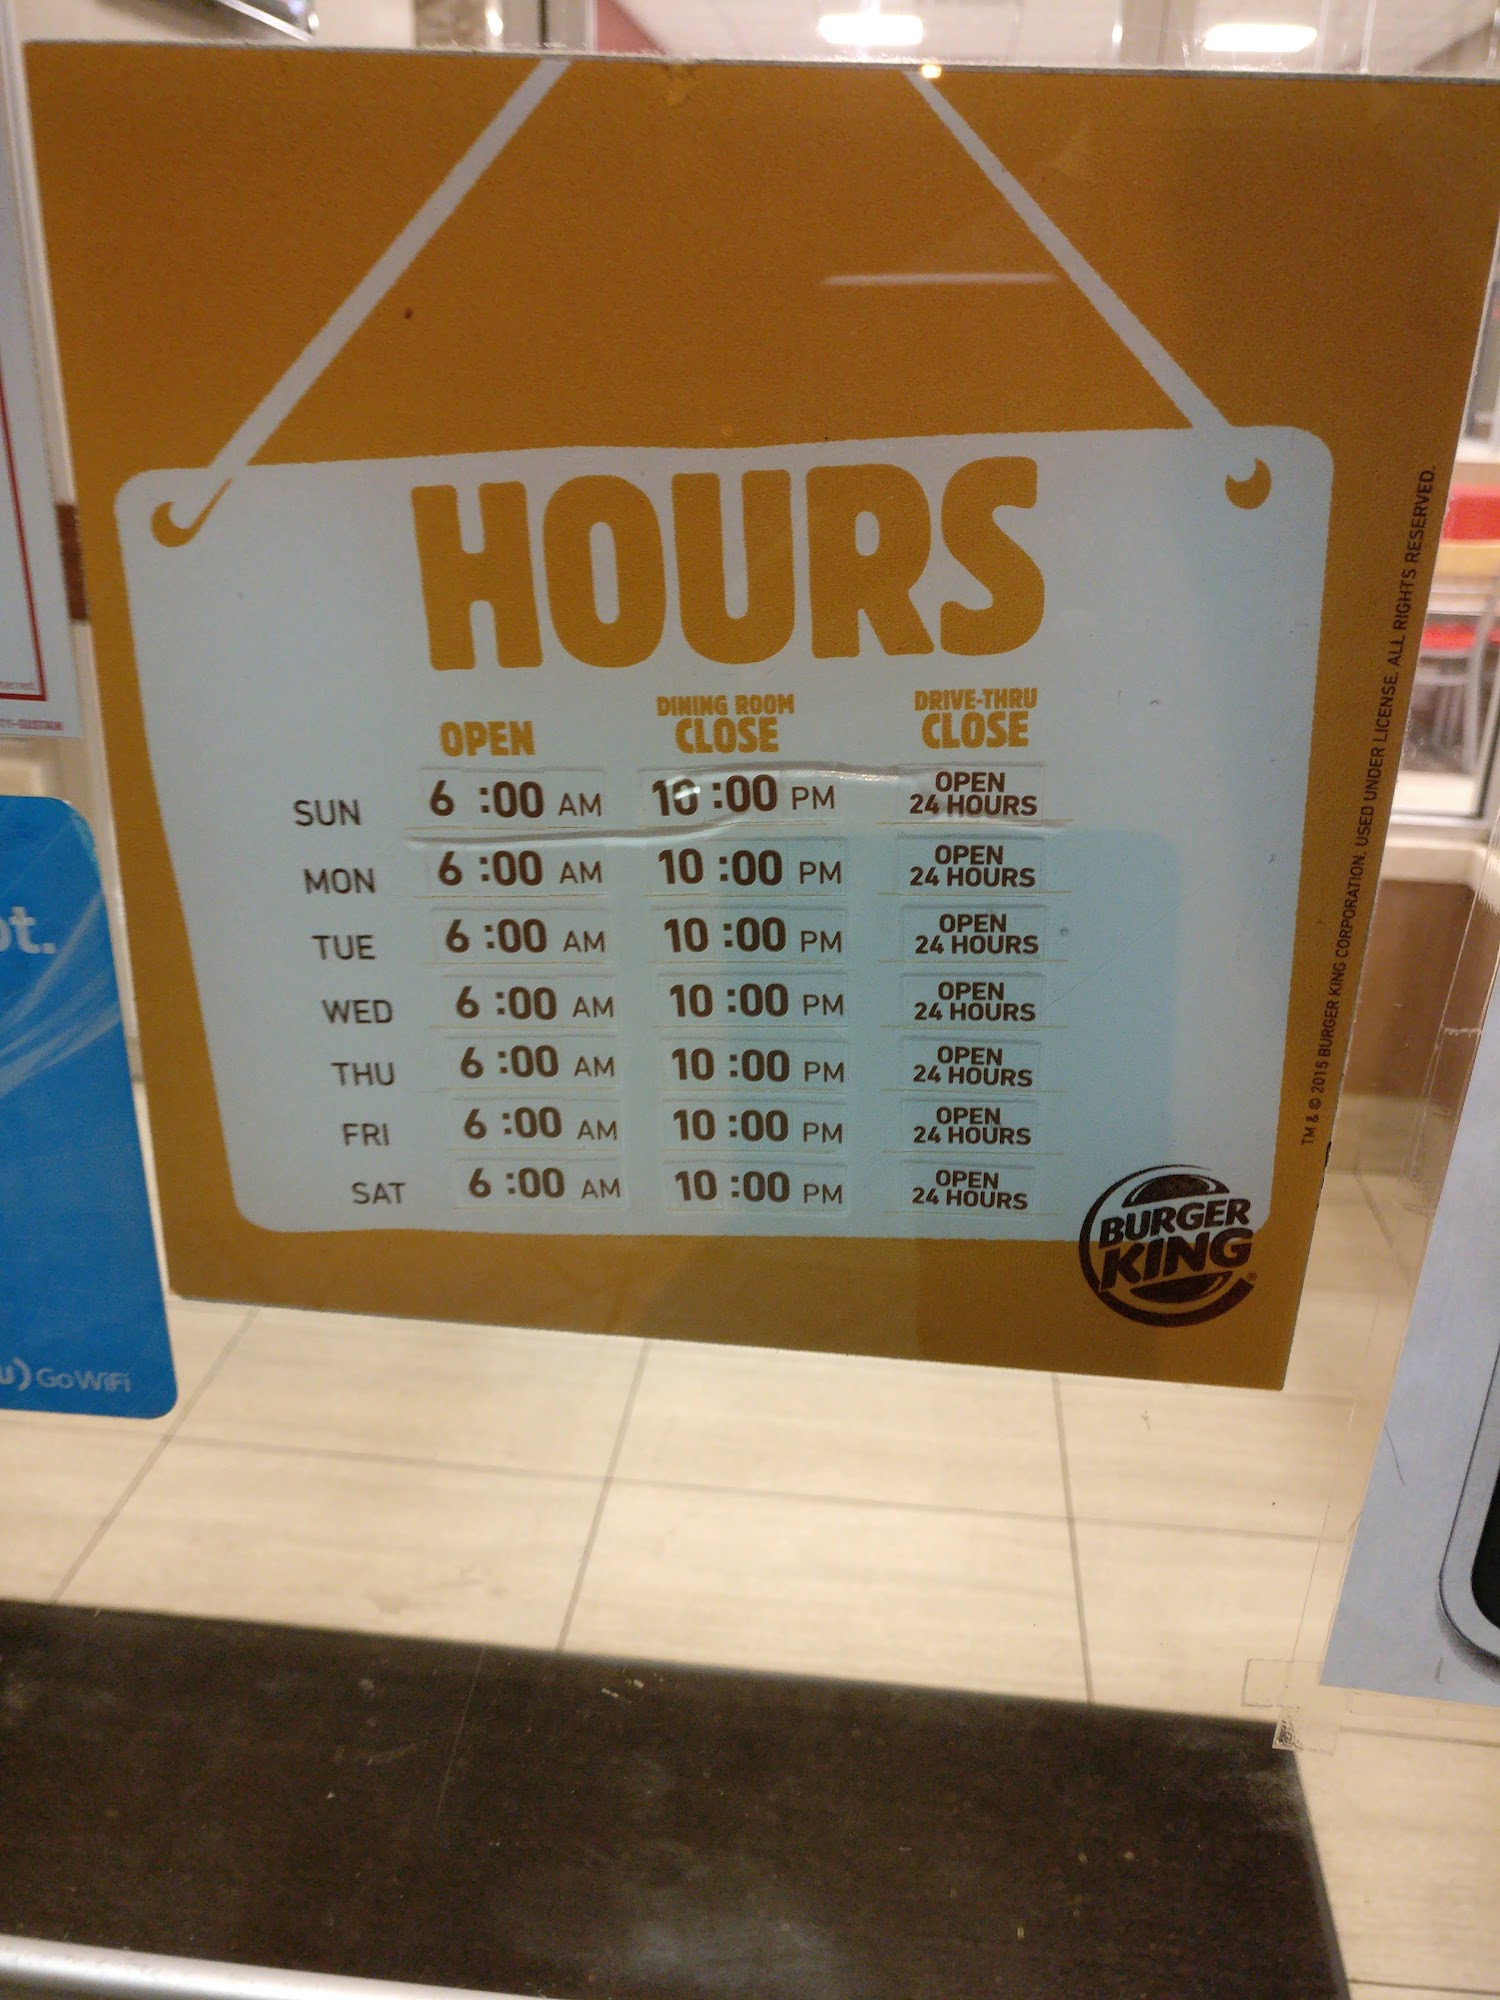 HOURS
OPEN DINING ROOM CLOSE DRIVE-THRU CLOSE
SUN 6 :00 AM 10 :00 PM OPEN 24 HOURS
MON 6 :00 AM 10 :00 PM OPEN 24 HOURS
TUE 6 :00 AM 10 :00 PM OPEN 24 HOURS
WED 6 :00 AM 10 :00 PM OPEN 24 HOURS
THU 6 :00 AM 10 :00 PM OPEN 24 HOURS
FRI 6 :00 AM 10 :00 PM OPEN 24 HOURS
SAT 6 :00 AM 10 :00 PM OPEN 24 HOURS
BURGER
KING®
TM & © 2015 BURGER KING CORPORATION. USED UNDER LICENSE. ALL RIGHTS RESERVED.
GoWiFi